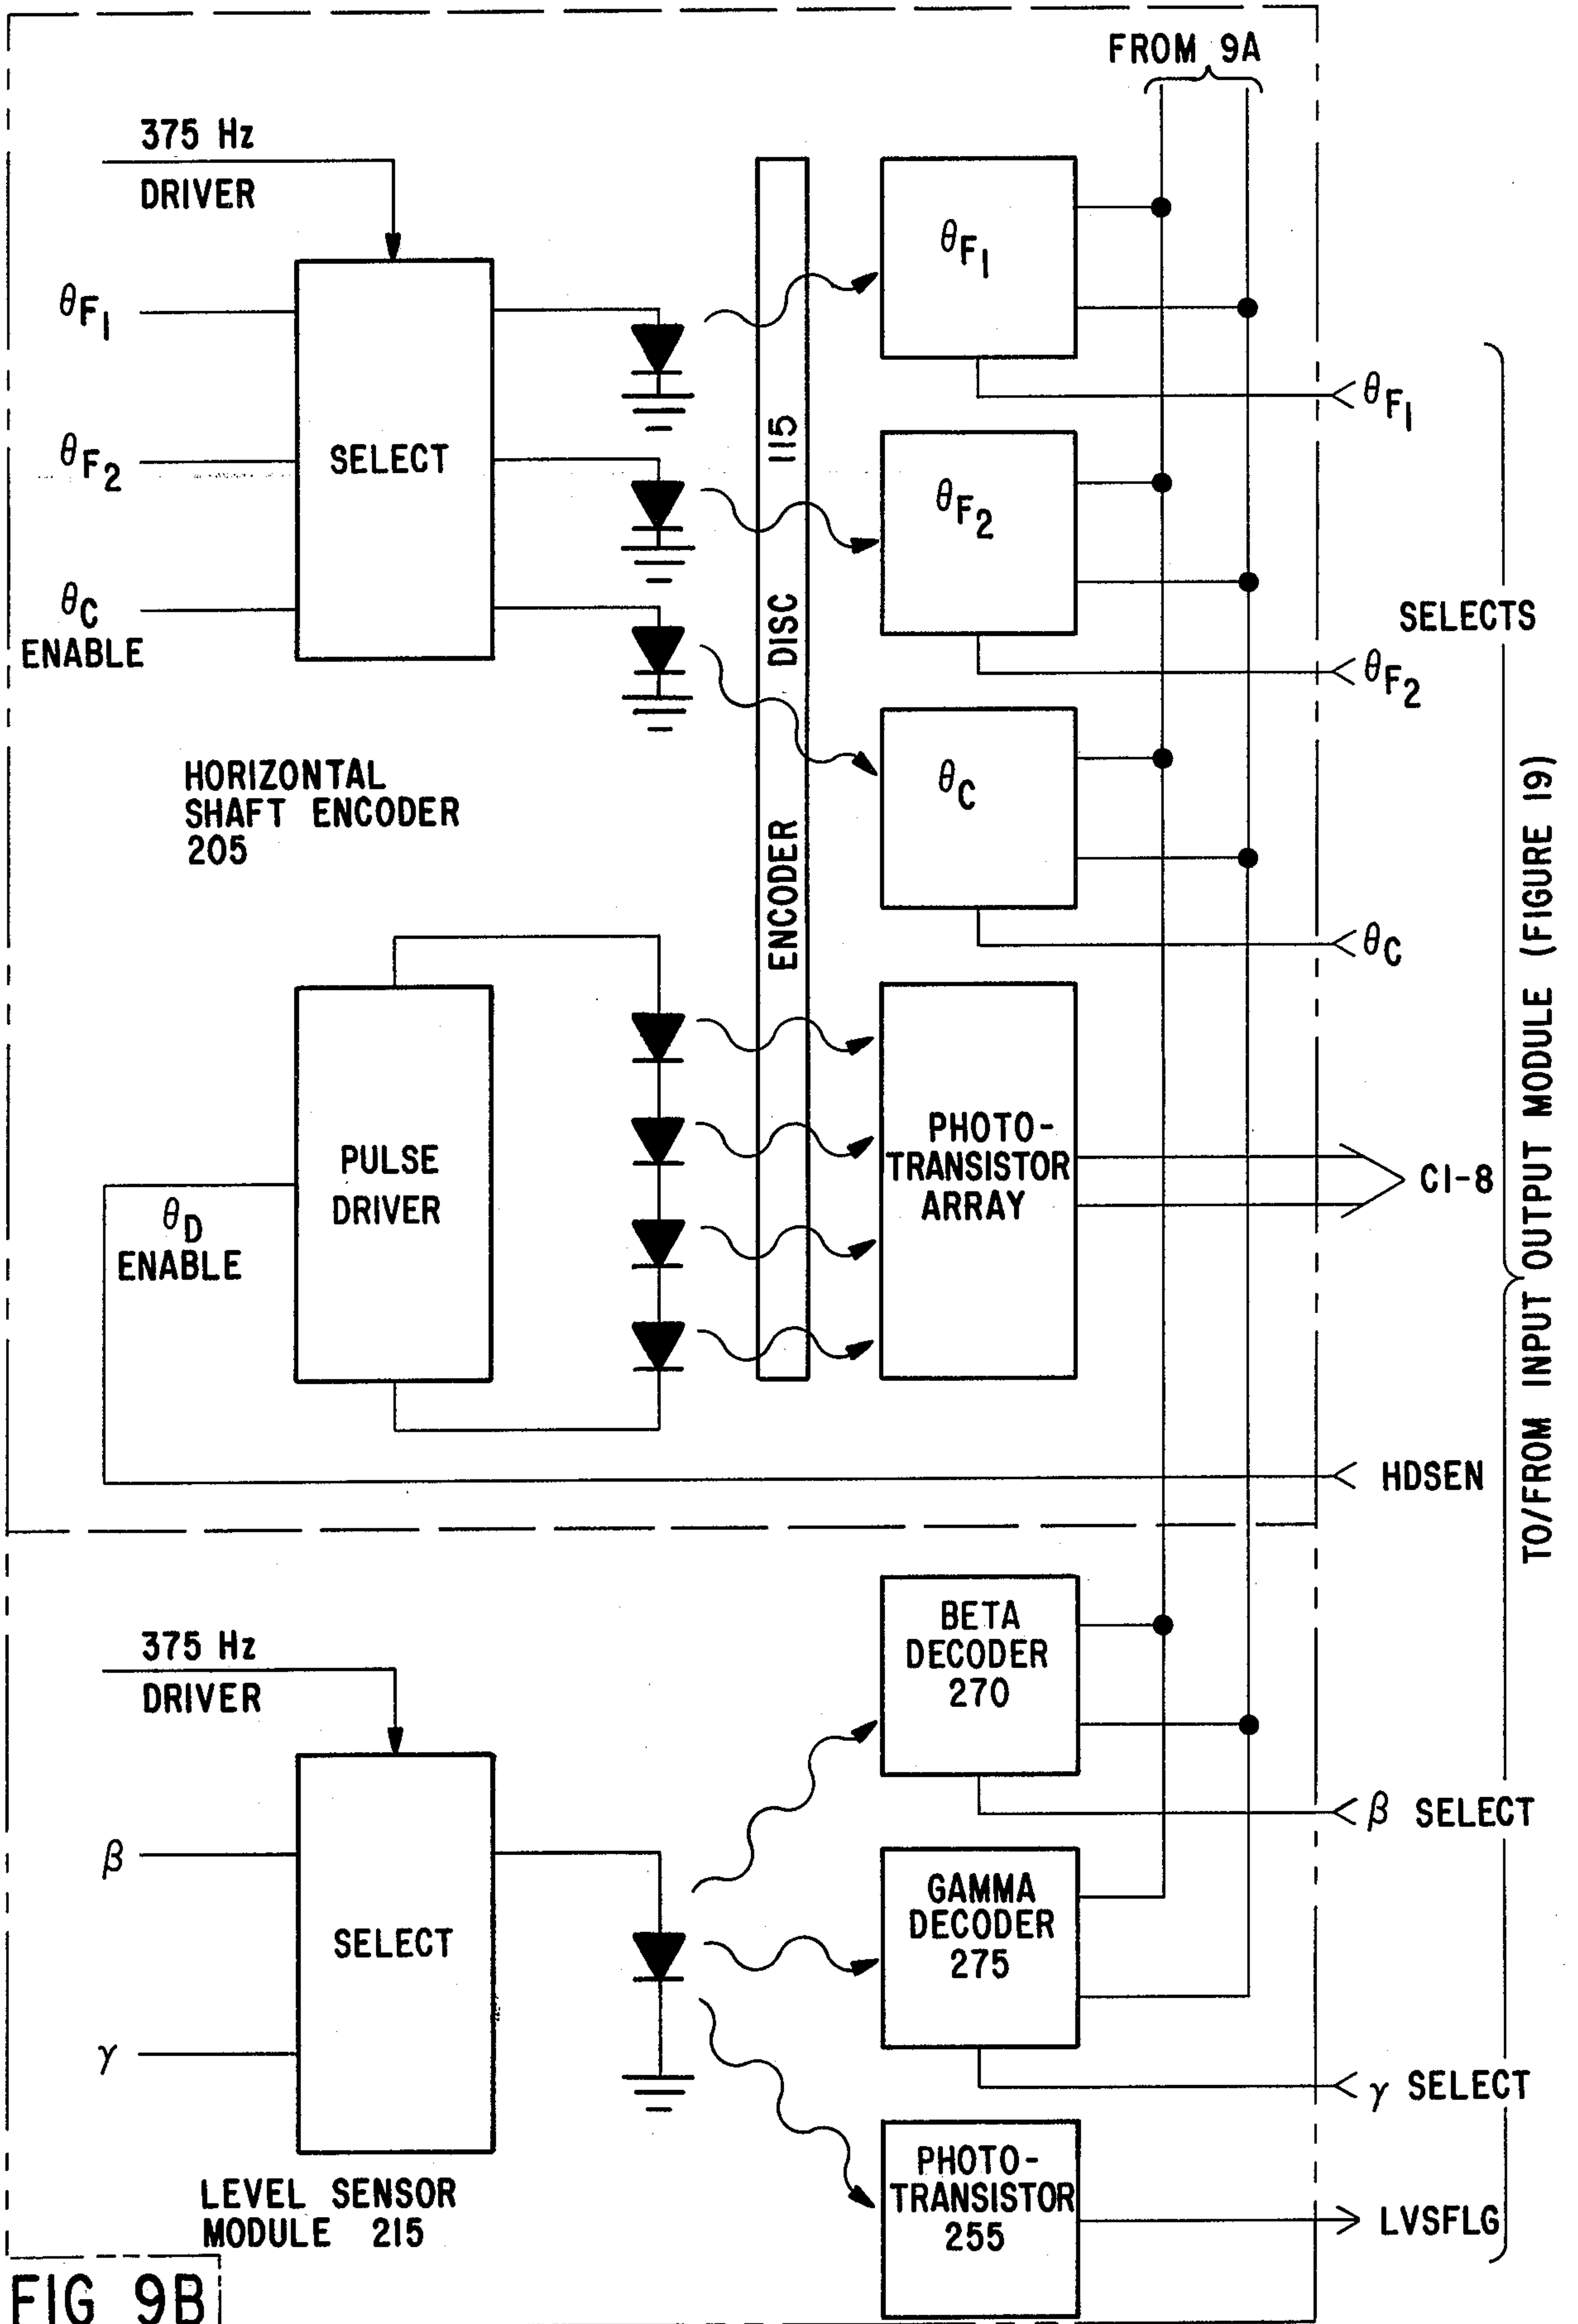 FROM 9A
375 Hz
DRIVER
θF1
θF2
θC
ENABLE
SELECT
HORIZONTAL
SHAFT ENCODER
205
ENCODER DISC 115
θF1
θF2
θC
θF1
θF2
θC
SELECTS
PULSE
DRIVER
θD
ENABLE
PHOTO-
TRANSISTOR
ARRAY
C1-8
HDSEN
TO/FROM INPUT OUTPUT MODULE (FIGURE 19)
375 Hz
DRIVER
β
γ
SELECT
LEVEL SENSOR
MODULE 215
BETA
DECODER
270
β SELECT
GAMMA
DECODER
275
γ SELECT
PHOTO-
TRANSISTOR
255
LVSFLG
FIG 9B